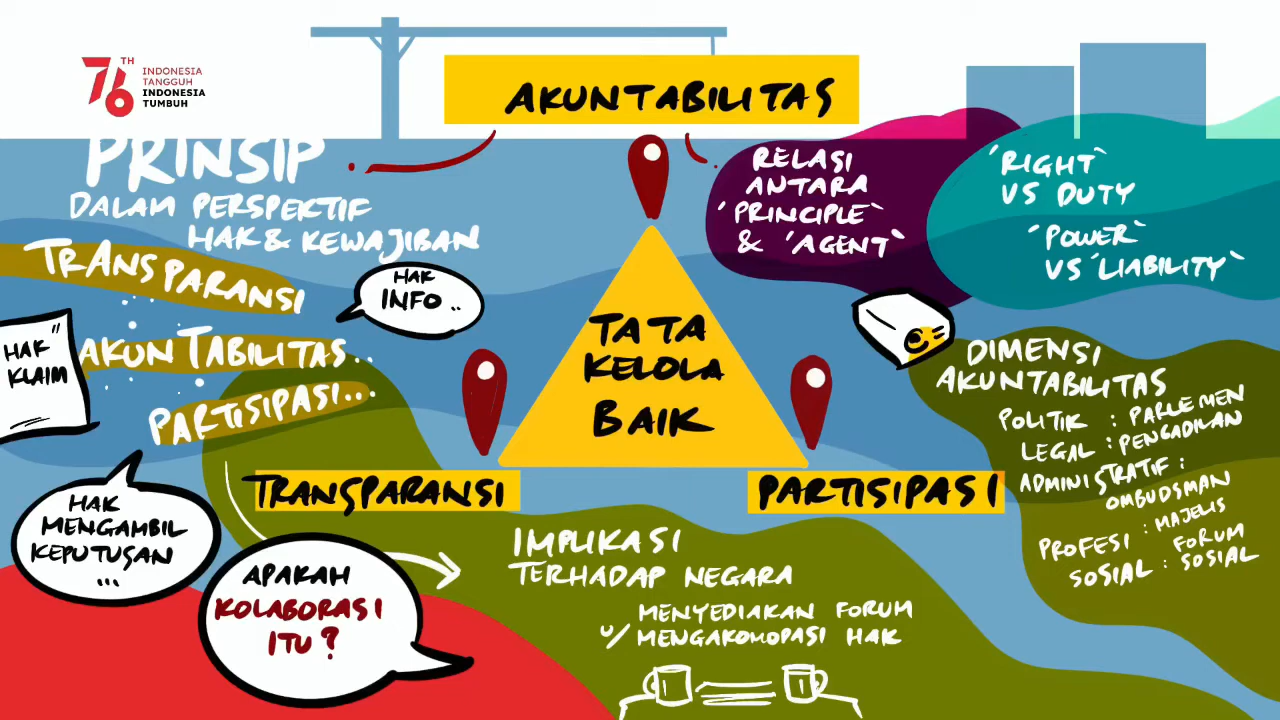 76TH
INDONESIA
TANGGUH
INDONESIA
TUMBUH
AKUNTABILITAS
PRINSIP
DALAM PERSPEKTIF
HAK & KEWAJIBAN
TRANSPARANSI
HAK
INFO ..
HAK"
KLAIM
AKUNTABILITAS..
PARTISIPASI...
HAK
MENGAMBIL
KEPUTUSAN
...
APAKAH
KOLABORASI
ITU?
TATA
KELOLA
BAIK
TRANSPARANSI
PARTISIPASI
IMPLIKASI
TERHADAP NEGARA
MENYEDIAKAN FORUM
U/ MENGAKOMOPASI HAK
RELASI
ANTARA
'PRINCIPLE'
& 'AGENT'
'RIGHT'
VS DUTY
'POWER'
VS 'LIABILITY'
DIMENSI
AKUNTABILITAS
POLITIK : PARLEMEN
LEGAL : PENGADILAN
ADMINISTRATIF :
OMBUDSMAN
PROFESI : MAJELIS
SOSIAL : FORUM
SOSIAL